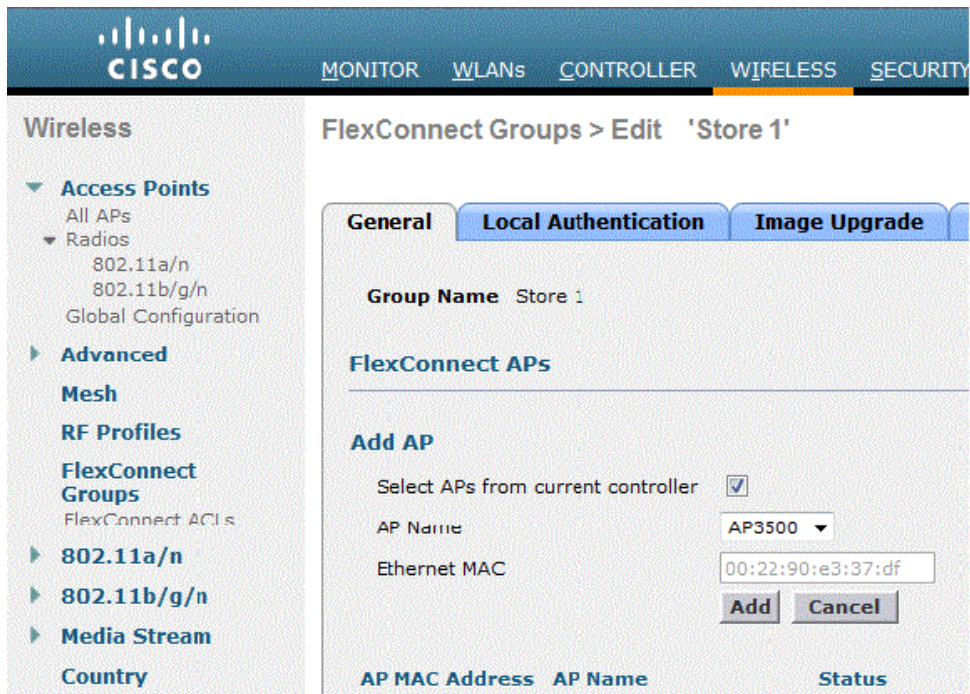 CISCO
MONITOR WLANs CONTROLLER WIRELESS SECURITY
Wireless
Access Points
All APs
Radios
802.11a/n
802.11b/g/n
Global Configuration
Advanced
Mesh
RF Profiles
FlexConnect
Groups
FlexConnect ACLs
802.11a/n
802.11b/g/n
Media Stream
Country
FlexConnect Groups > Edit 'Store 1'
General Local Authentication Image Upgrade
Group Name Store 1
FlexConnect APs
Add AP
Select APs from current controller
AP Name AP3500
Ethernet MAC 00:22:90:e3:37:df
Add Cancel
AP MAC Address AP Name Status